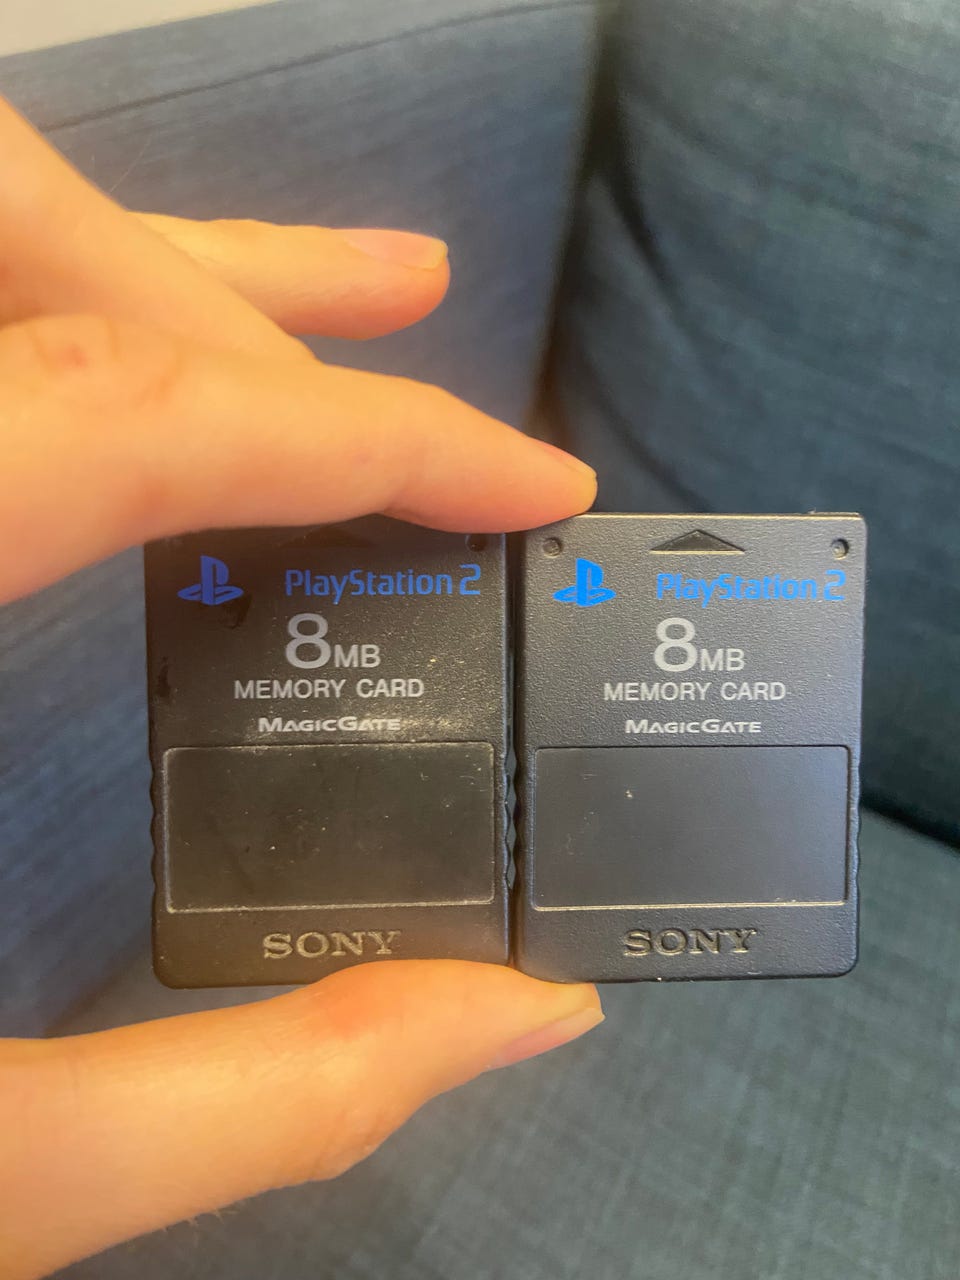 PlayStation 2
8MB
MEMORY CARD
MAGICGATE
SONY
PlayStation 2
8MB
MEMORY CARD
MAGICGATE
SONY